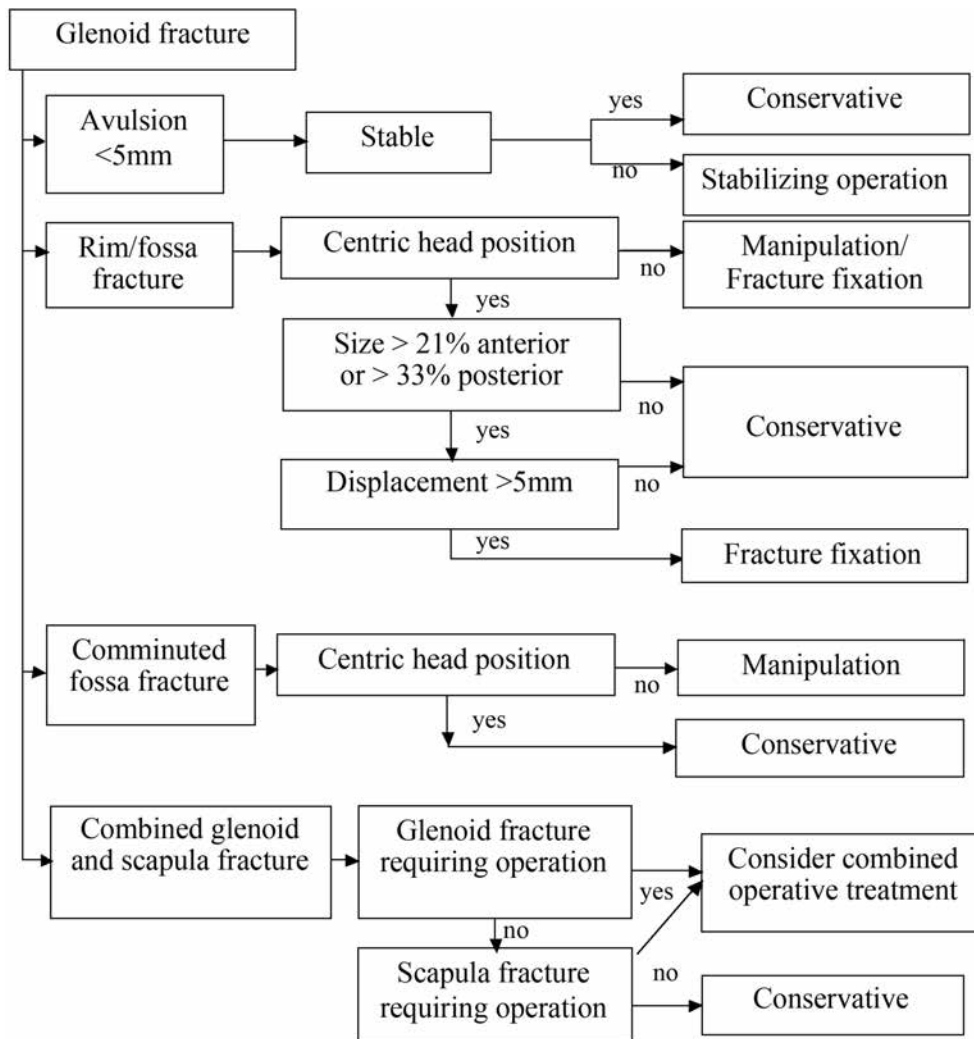 Glenoid fracture
Avulsion
<5mm
Stable
yes
Conservative
no
Stabilizing operation
Rim/fossa
fracture
Centric head position
no
Manipulation/
Fracture fixation
yes
Size > 21% anterior
or > 33% posterior
no
Conservative
yes
Displacement >5mm
no
yes
Fracture fixation
Comminuted
fossa fracture
Centric head position
no
Manipulation
yes
Conservative
Combined glenoid
and scapula fracture
Glenoid fracture
requiring operation
yes
Consider combined
operative treatment
no
Scapula fracture
requiring operation
no
Conservative